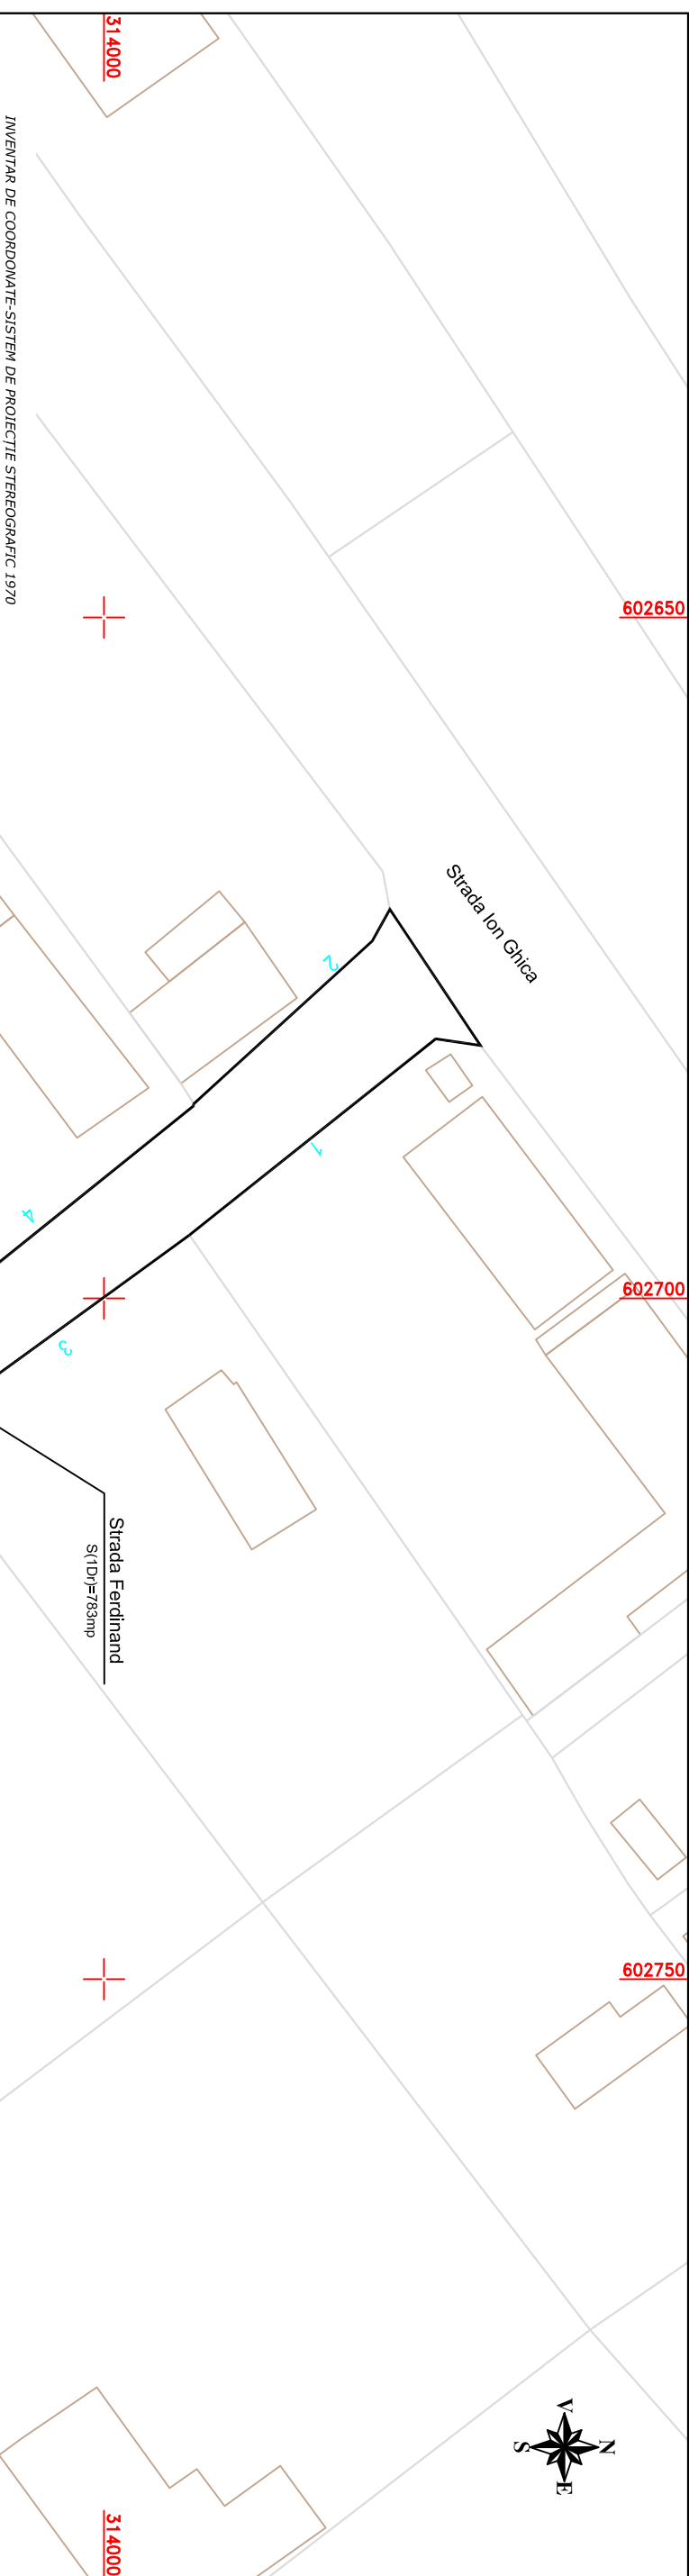 314000
INVENTAR DE COORDONATE-SISTEM DE PROIECȚIE STEREOGRAFIC 1970
602650
Strada Ion Ghica
2
1
4
602700
3
Strada Ferdinand
S(1Dr)=783mp
602750
V
N
S
E
314000